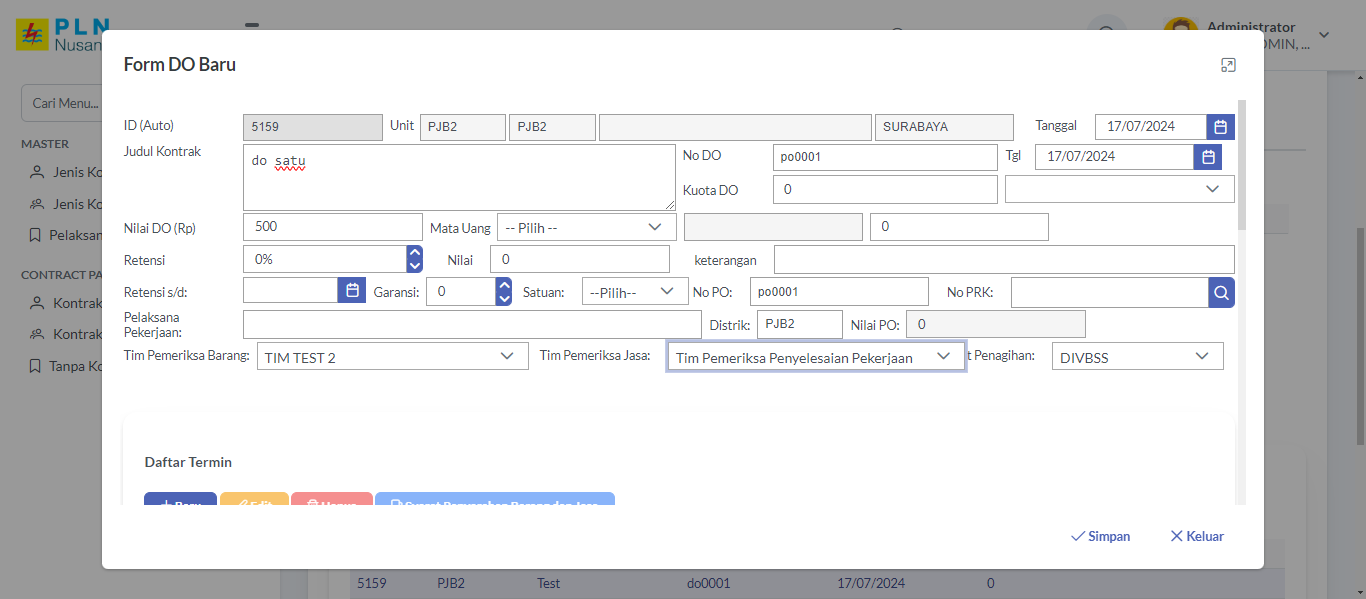 PLN
Nusan
Administrator
DMIN, ...
Form DO Baru
Cari Menu...
MASTER
Jenis Ko
Jenis Ko
Pelaksan
CONTRACT PA
Kontrak
Kontrak
Tanpa Ko
ID (Auto) 5159 Unit PJB2 PJB2 SURABAYA Tanggal 17/07/2024
Judul Kontrak do satu No DO po0001 Tgl 17/07/2024
Kuota DO 0
Nilai DO (Rp) 500 Mata Uang -- Pilih -- 0
Retensi 0% Nilai 0 keterangan
Retensi s/d: Garansi: 0 Satuan: --Pilih-- No PO: po0001 No PRK:
Pelaksana
Pekerjaan: Distrik: PJB2 Nilai PO: 0
Tim Pemeriksa Barang: TIM TEST 2 Tim Pemeriksa Jasa: Tim Pemeriksa Penyelesaian Pekerjaan t Penagihan: DIVBSS
Daftar Termin
Baru Edit Hapus
Simpan Keluar
5159 PJB2 Test do0001 17/07/2024 0